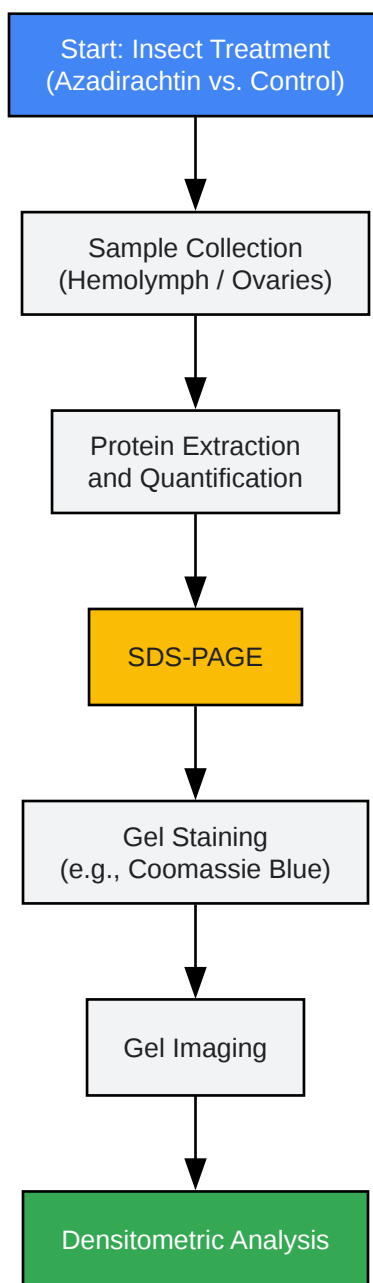 Start: Insect Treatment
(Azadirachtin vs. Control)
Sample Collection
(Hemolymph / Ovaries)
Protein Extraction
and Quantification
SDS-PAGE
Gel Staining
(e.g., Coomassie Blue)
Gel Imaging
Densitometric Analysis